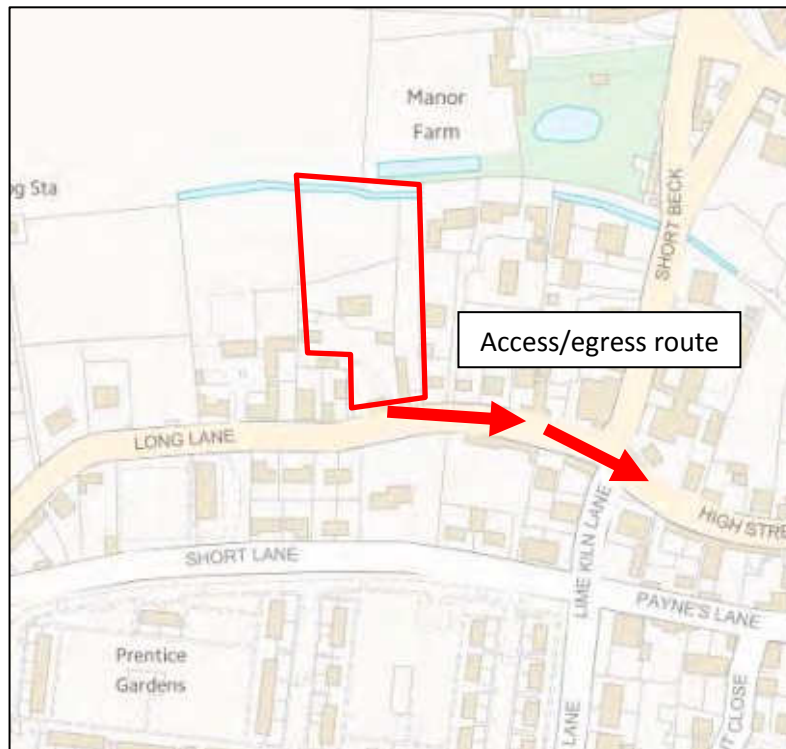 Manor
Farm
g Sta
SHORT BECK
Access/egress route
LONG LANE
HIGH STRE
SHORT LANE
LIME KILN LANE
PAYNE'S LANE
Prentice
Gardens
LANE
CLOSE